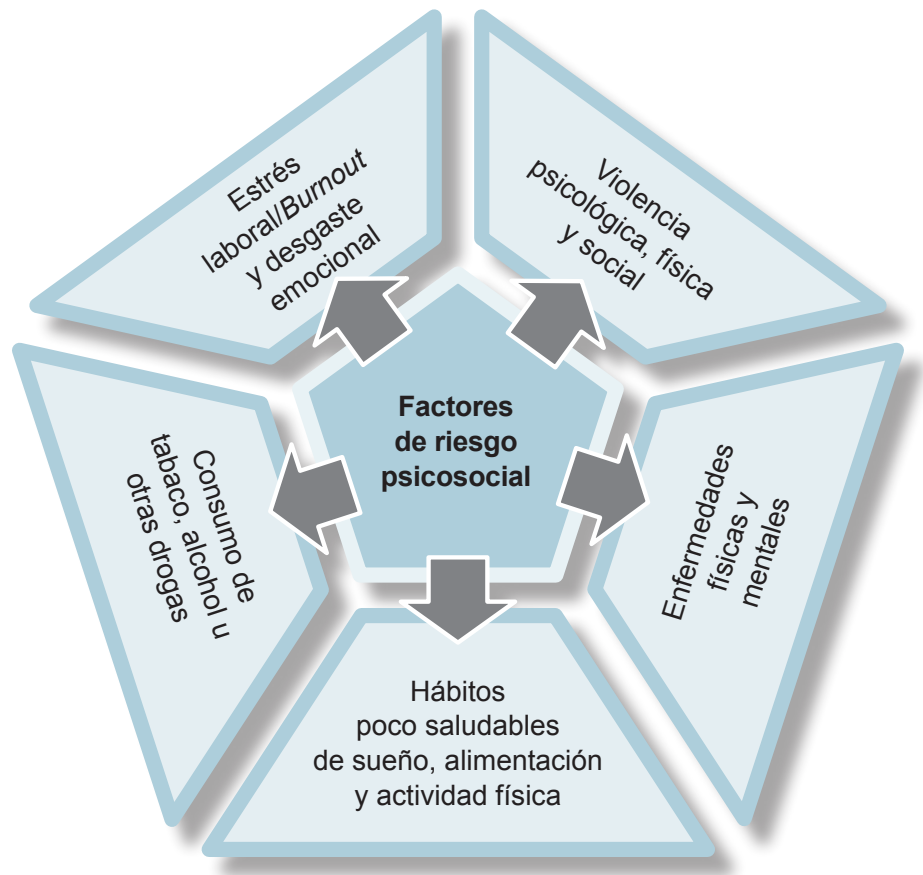 Estrés
laboral/Burnout
y desgaste
emocional
Violencia
psicológica, física
y social
Factores
de riesgo
psicosocial
Consumo de
tabaco, alcohol u
otras drogas
Enfermedades
físicas y
mentales
Hábitos
poco saludables
de sueño, alimentación
y actividad física